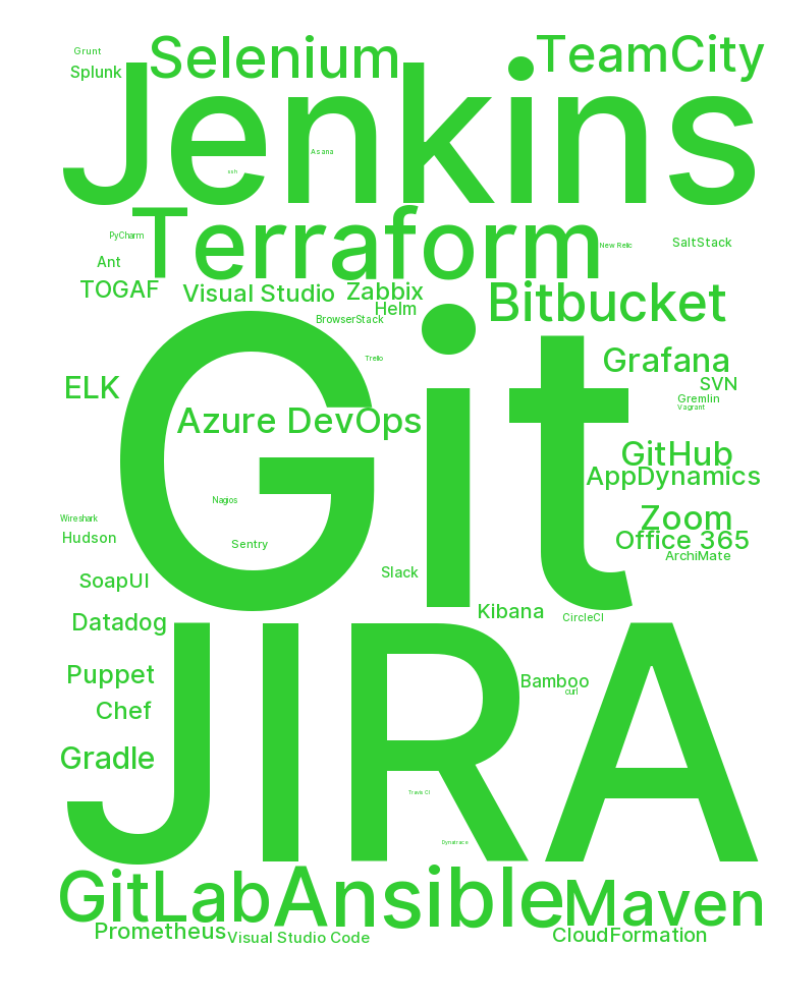 Grunt
Selenium
TeamCity
Splunk
Jenkins
Asana
Terraform
PyCharm
New Relic
SaltStack
Ant
TOGAF
Visual Studio
Zabbix
Bitbucket
Helm
BrowserStack
Git
Trello
Grafana
ELK
SVN
Gremlin
Vagrant
Azure DevOps
GitHub
AppDynamics
Nagios
Wireshark
Zoom
Hudson
Sentry
Office 365
ArchiMate
SoapUI
Slack
Kibana
CircleCI
Datadog
JIRA
Puppet
Bamboo
curl
Chef
Gradle
Travis CI
Dynatrace
GitLab
Ansible
Maven
Prometheus
Visual Studio Code
CloudFormation